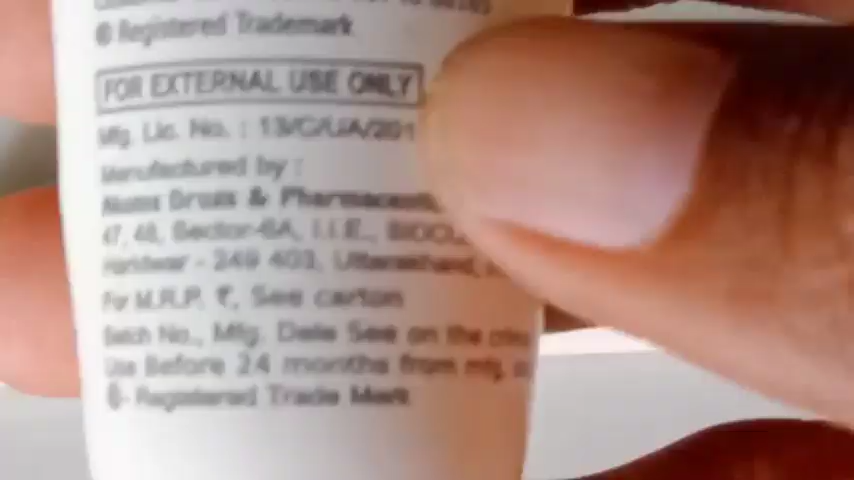 ® Registered Trademark
FOR EXTERNAL USE ONLY
Mfg. Lic. No. : 13/C/UA/201
Manufactured by :
& Pharmaceuti
47, 48, Sector-6A, I.I.E.,
Haridwar - 249 403, Uttarakhand,
For M.R.P. ₹, See carton
Batch No., Mfg. Date See on the
Use Before 24 months from mfg.
® - Registered Trade Mark